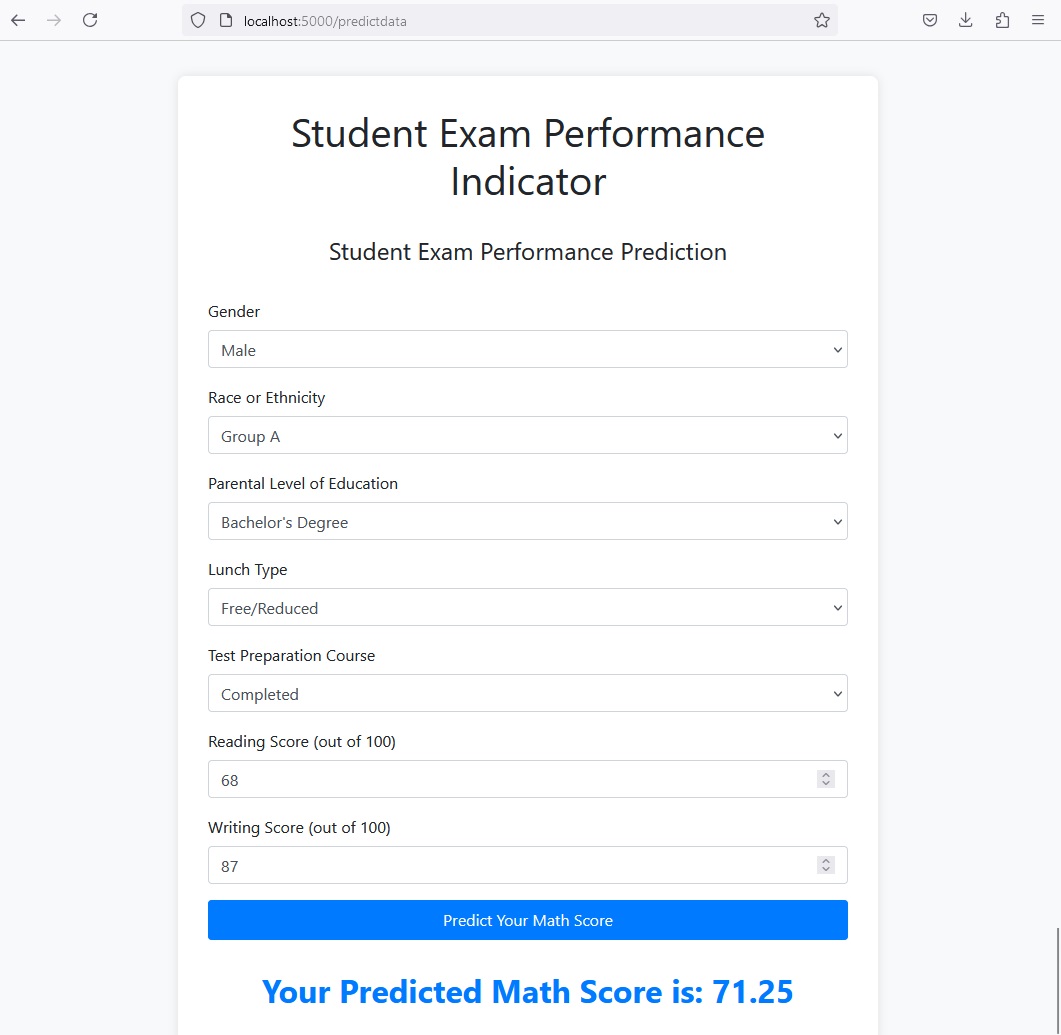 localhost:5000/predictdata
Student Exam Performance
Indicator
Student Exam Performance Prediction
Gender
Male
Race or Ethnicity
Group A
Parental Level of Education
Bachelor's Degree
Lunch Type
Free/Reduced
Test Preparation Course
Completed
Reading Score (out of 100)
68
Writing Score (out of 100)
87
Predict Your Math Score
Your Predicted Math Score is: 71.25